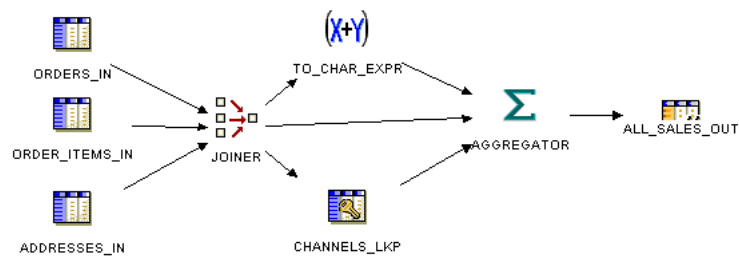 ORDERS_IN
ORDER_ITEMS_IN
ADDRESSES_IN
JOINER
(X+Y)
TO_CHAR_EXPR
CHANNELS_LKP
Σ
AGGREGATOR
ALL_SALES_OUT